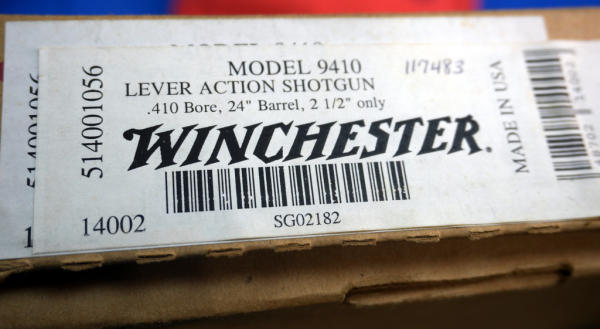 MODEL 9410
117483
LEVER ACTION SHOTGUN
.410 Bore, 24" Barrel, 2 1/2" only
WINCHESTER.
SG02182
514001056
14002
MADE IN USA